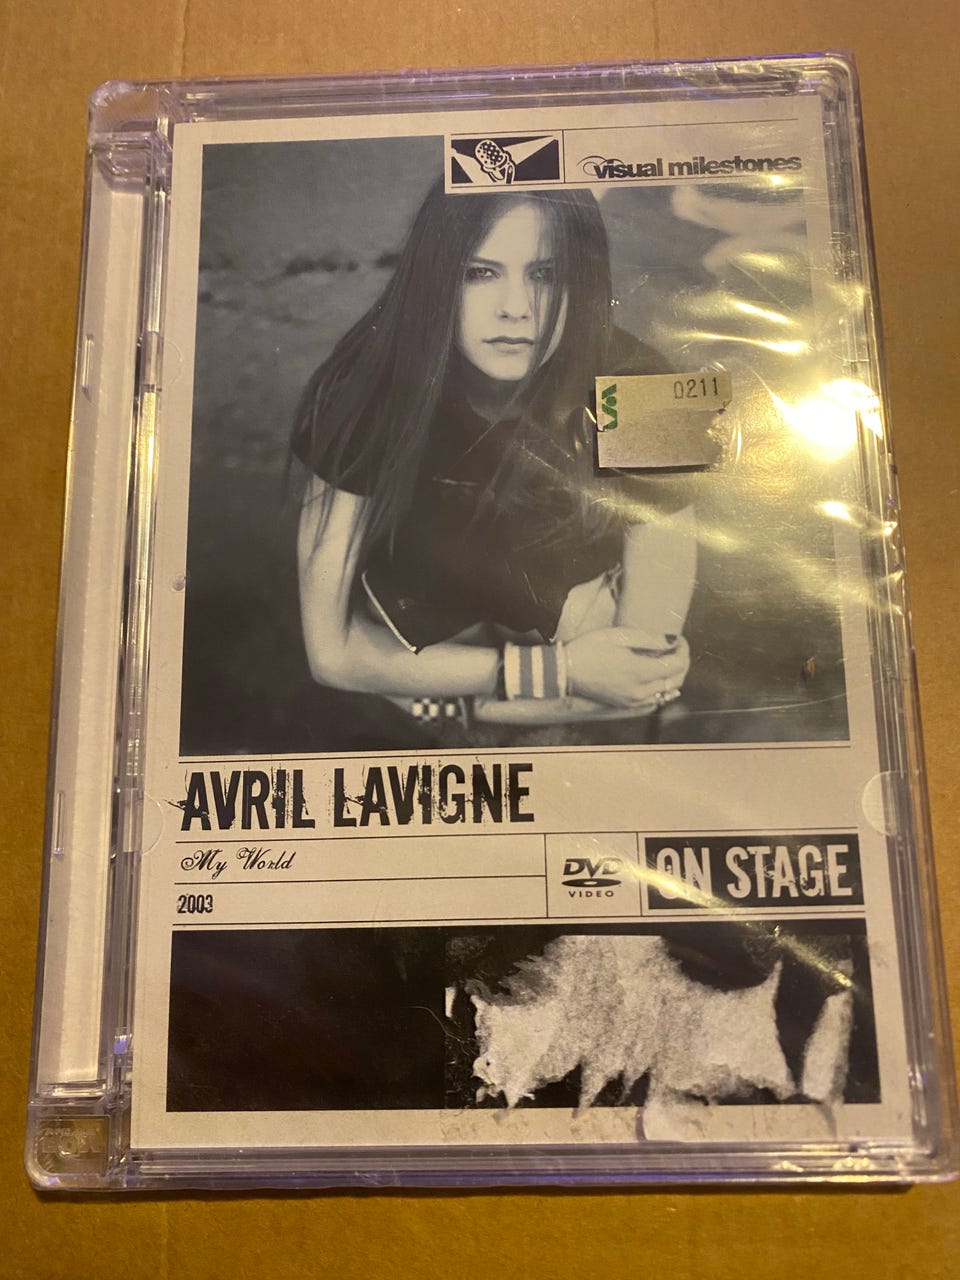 visual milestones
0211
AVRIL LAVIGNE
My World
2003
DVD
VIDEO
ON STAGE